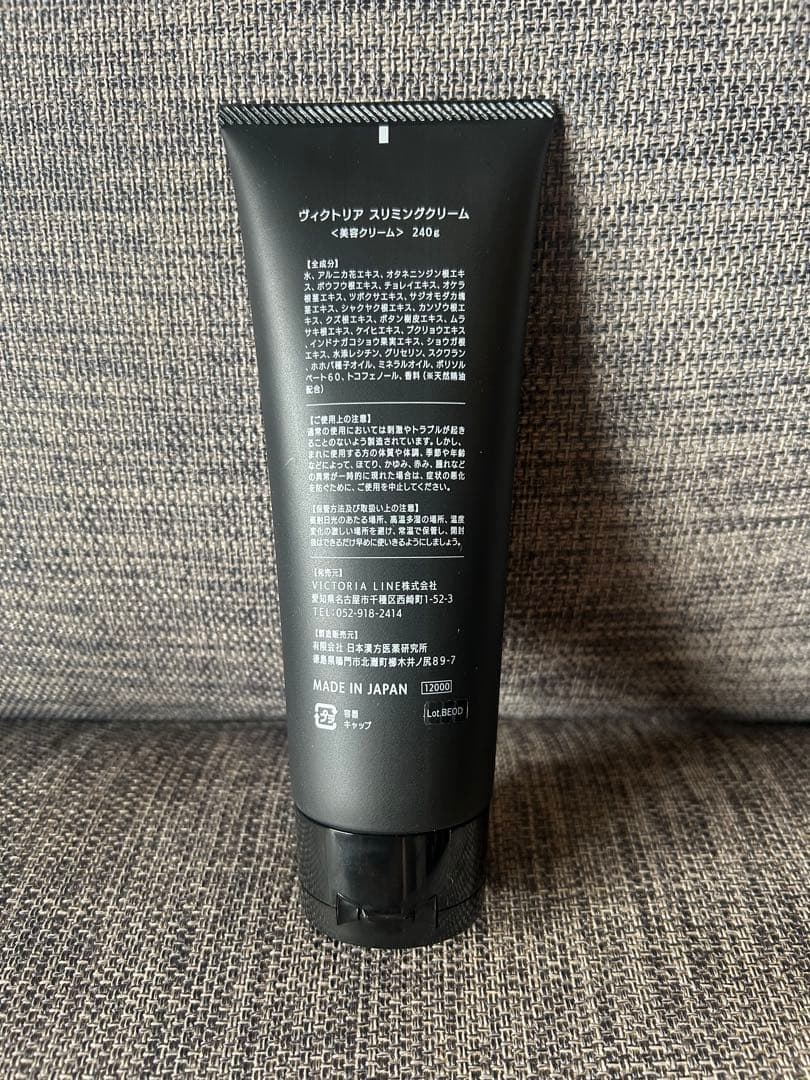 ヴィクトリア スリミングクリーム
<美容クリーム> 240g
【全成分】
水、アルニカ花エキス、オタネニンジン根エキ
ス、ボウフウ根エキス、チョレイエキス、オケラ
根茎エキス、ツボクサエキス、サジオモダカ塊
茎エキス、シャクヤク根エキス、カンゾウ根エ
キス、クズ根エキス、ボタン樹皮エキス、ムラ
サキ根エキス、ケイヒエキス、ブクリョウエキス
、インドナガコショウ果実エキス、ショウガ根
エキス、水添レシチン、グリセリン、スクワラン
、ホホバ種子オイル、ミネラルオイル、ポリソル
ベート60、トコフェノール、香料（※天然精油
配合）
【ご使用上の注意】
通常の使用においては刺激やトラブルが起き
ることのないよう製造されています。しかし、
まれに使用する方の体質や体調、季節や年齢
などによって、ほてり、かゆみ、赤み、腫れなど
の異常が一時的に現れた場合は、症状の悪化
を防ぐために、ご使用を中止してください。
【保管方法及び取扱い上の注意】
直射日光のあたる場所、高温多湿の場所、温度
変化の激しい場所を避け、常温で保管し、開封
後はできるだけ早めに使いきるようにしましょう。
【発売元】
VICTORIA LINE株式会社
愛知県名古屋市千種区西崎町1-52-3
TEL:052-918-2414
【製造販売元】
有限会社 日本漢方医薬研究所
徳島県鳴門市北灘町櫛木井ノ尻89-7
MADE IN JAPAN 12000
プラ 容器
キャップ
Lot.BE0D